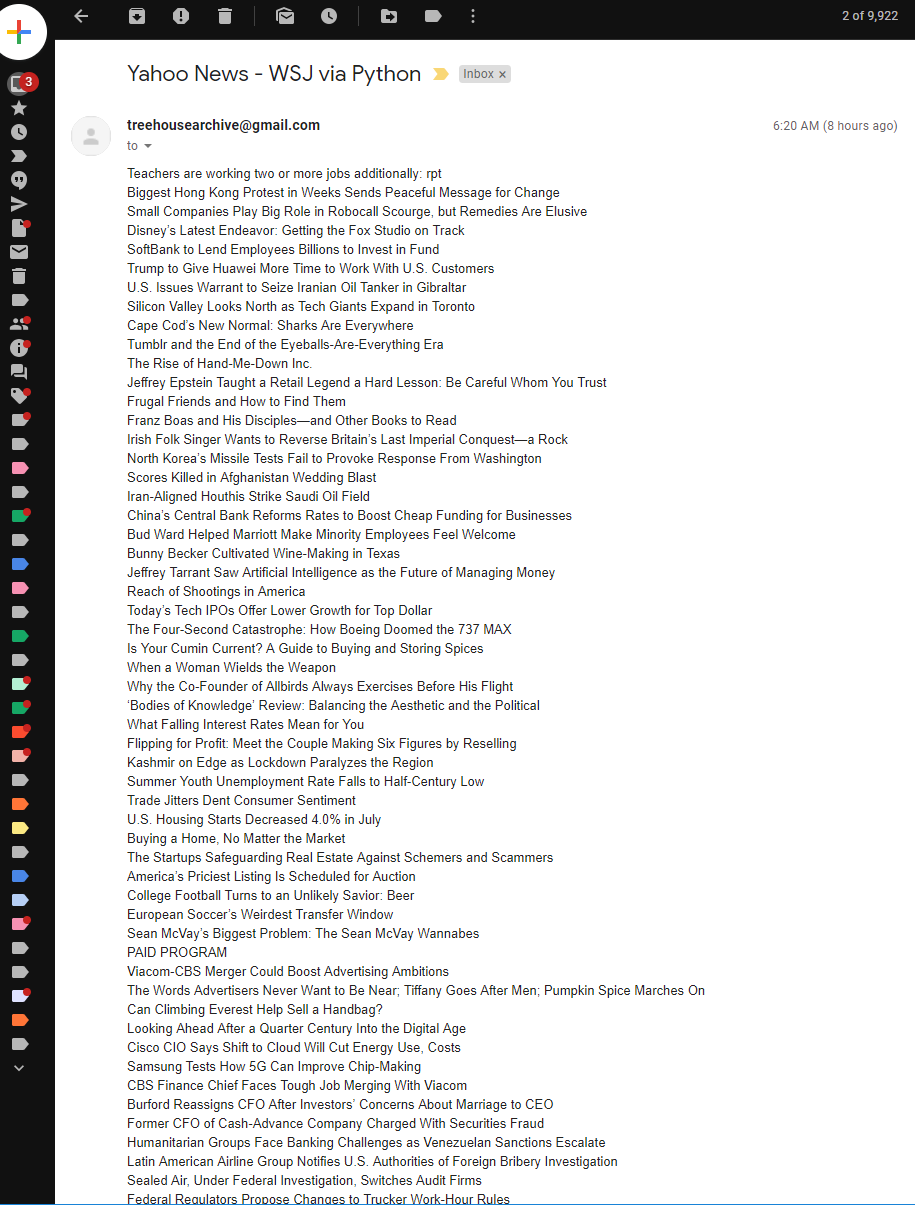 2 of 9,922
Yahoo News - WSJ via Python
Inbox ×
3
treehousearchive@gmail.com
6:20 AM (8 hours ago)
to
Teachers are working two or more jobs additionally: rpt
Biggest Hong Kong Protest in Weeks Sends Peaceful Message for Change
Small Companies Play Big Role in Robocall Scourge, but Remedies Are Elusive
Disney’s Latest Endeavor: Getting the Fox Studio on Track
SoftBank to Lend Employees Billions to Invest in Fund
Trump to Give Huawei More Time to Work With U.S. Customers
U.S. Issues Warrant to Seize Iranian Oil Tanker in Gibraltar
Silicon Valley Looks North as Tech Giants Expand in Toronto
Cape Cod’s New Normal: Sharks Are Everywhere
Tumblr and the End of the Eyeballs-Are-Everything Era
The Rise of Hand-Me-Down Inc.
Jeffrey Epstein Taught a Retail Legend a Hard Lesson: Be Careful Whom You Trust
Frugal Friends and How to Find Them
Franz Boas and His Disciples—and Other Books to Read
Irish Folk Singer Wants to Reverse Britain’s Last Imperial Conquest—a Rock
North Korea’s Missile Tests Fail to Provoke Response From Washington
Scores Killed in Afghanistan Wedding Blast
Iran-Aligned Houthis Strike Saudi Oil Field
China’s Central Bank Reforms Rates to Boost Cheap Funding for Businesses
Bud Ward Helped Marriott Make Minority Employees Feel Welcome
Bunny Becker Cultivated Wine-Making in Texas
Jeffrey Tarrant Saw Artificial Intelligence as the Future of Managing Money
Reach of Shootings in America
Today’s Tech IPOs Offer Lower Growth for Top Dollar
The Four-Second Catastrophe: How Boeing Doomed the 737 MAX
Is Your Cumin Current? A Guide to Buying and Storing Spices
When a Woman Wields the Weapon
Why the Co-Founder of Allbirds Always Exercises Before His Flight
‘Bodies of Knowledge’ Review: Balancing the Aesthetic and the Political
What Falling Interest Rates Mean for You
Flipping for Profit: Meet the Couple Making Six Figures by Reselling
Kashmir on Edge as Lockdown Paralyzes the Region
Summer Youth Unemployment Rate Falls to Half-Century Low
Trade Jitters Dent Consumer Sentiment
U.S. Housing Starts Decreased 4.0% in July
Buying a Home, No Matter the Market
The Startups Safeguarding Real Estate Against Schemers and Scammers
America’s Priciest Listing Is Scheduled for Auction
College Football Turns to an Unlikely Savior: Beer
European Soccer’s Weirdest Transfer Window
Sean McVay’s Biggest Problem: The Sean McVay Wannabes
PAID PROGRAM
Viacom-CBS Merger Could Boost Advertising Ambitions
The Words Advertisers Never Want to Be Near; Tiffany Goes After Men; Pumpkin Spice Marches On
Can Climbing Everest Help Sell a Handbag?
Looking Ahead After a Quarter Century Into the Digital Age
Cisco CIO Says Shift to Cloud Will Cut Energy Use, Costs
Samsung Tests How 5G Can Improve Chip-Making
CBS Finance Chief Faces Tough Job Merging With Viacom
Burford Reassigns CFO After Investors’ Concerns About Marriage to CEO
Former CFO of Cash-Advance Company Charged With Securities Fraud
Humanitarian Groups Face Banking Challenges as Venezuelan Sanctions Escalate
Latin American Airline Group Notifies U.S. Authorities of Foreign Bribery Investigation
Sealed Air, Under Federal Investigation, Switches Audit Firms
Federal Regulators Propose Changes to Trucker Work-Hour Rules